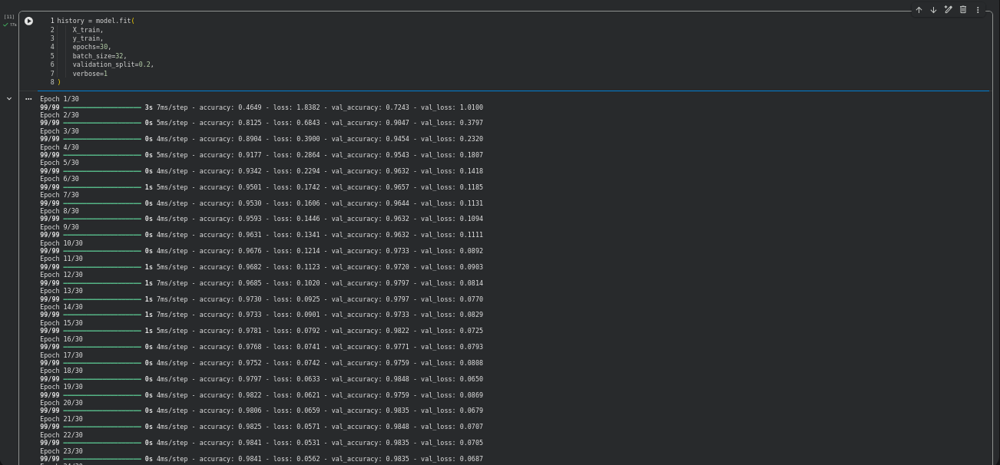 [11]
17s
1 history = model.fit(
2     X_train,
3     y_train,
4     epochs=30,
5     batch_size=32,
6     validation_split=0.2,
7     verbose=1
8 )
Epoch 1/30
99/99 3s 7ms/step - accuracy: 0.4649 - loss: 1.8382 - val_accuracy: 0.7243 - val_loss: 1.0100
Epoch 2/30
99/99 0s 5ms/step - accuracy: 0.8125 - loss: 0.6843 - val_accuracy: 0.9047 - val_loss: 0.3797
Epoch 3/30
99/99 0s 4ms/step - accuracy: 0.8904 - loss: 0.3900 - val_accuracy: 0.9454 - val_loss: 0.2320
Epoch 4/30
99/99 0s 5ms/step - accuracy: 0.9177 - loss: 0.2864 - val_accuracy: 0.9543 - val_loss: 0.1807
Epoch 5/30
99/99 0s 4ms/step - accuracy: 0.9342 - loss: 0.2294 - val_accuracy: 0.9632 - val_loss: 0.1418
Epoch 6/30
99/99 1s 5ms/step - accuracy: 0.9501 - loss: 0.1742 - val_accuracy: 0.9657 - val_loss: 0.1185
Epoch 7/30
99/99 0s 4ms/step - accuracy: 0.9530 - loss: 0.1606 - val_accuracy: 0.9644 - val_loss: 0.1131
Epoch 8/30
99/99 0s 4ms/step - accuracy: 0.9593 - loss: 0.1446 - val_accuracy: 0.9632 - val_loss: 0.1094
Epoch 9/30
99/99 0s 4ms/step - accuracy: 0.9631 - loss: 0.1341 - val_accuracy: 0.9632 - val_loss: 0.1111
Epoch 10/30
99/99 0s 4ms/step - accuracy: 0.9676 - loss: 0.1214 - val_accuracy: 0.9733 - val_loss: 0.0892
Epoch 11/30
99/99 1s 5ms/step - accuracy: 0.9682 - loss: 0.1123 - val_accuracy: 0.9720 - val_loss: 0.0903
Epoch 12/30
99/99 1s 7ms/step - accuracy: 0.9685 - loss: 0.1020 - val_accuracy: 0.9797 - val_loss: 0.0814
Epoch 13/30
99/99 1s 7ms/step - accuracy: 0.9730 - loss: 0.0925 - val_accuracy: 0.9797 - val_loss: 0.0770
Epoch 14/30
99/99 1s 7ms/step - accuracy: 0.9733 - loss: 0.0901 - val_accuracy: 0.9733 - val_loss: 0.0829
Epoch 15/30
99/99 1s 5ms/step - accuracy: 0.9781 - loss: 0.0792 - val_accuracy: 0.9822 - val_loss: 0.0725
Epoch 16/30
99/99 0s 4ms/step - accuracy: 0.9768 - loss: 0.0741 - val_accuracy: 0.9771 - val_loss: 0.0793
Epoch 17/30
99/99 0s 4ms/step - accuracy: 0.9752 - loss: 0.0742 - val_accuracy: 0.9759 - val_loss: 0.0808
Epoch 18/30
99/99 0s 4ms/step - accuracy: 0.9797 - loss: 0.0633 - val_accuracy: 0.9848 - val_loss: 0.0650
Epoch 19/30
99/99 0s 4ms/step - accuracy: 0.9822 - loss: 0.0621 - val_accuracy: 0.9759 - val_loss: 0.0869
Epoch 20/30
99/99 0s 4ms/step - accuracy: 0.9806 - loss: 0.0659 - val_accuracy: 0.9835 - val_loss: 0.0679
Epoch 21/30
99/99 0s 4ms/step - accuracy: 0.9825 - loss: 0.0571 - val_accuracy: 0.9848 - val_loss: 0.0707
Epoch 22/30
99/99 0s 4ms/step - accuracy: 0.9841 - loss: 0.0531 - val_accuracy: 0.9835 - val_loss: 0.0705
Epoch 23/30
99/99 0s 4ms/step - accuracy: 0.9841 - loss: 0.0562 - val_accuracy: 0.9835 - val_loss: 0.0687